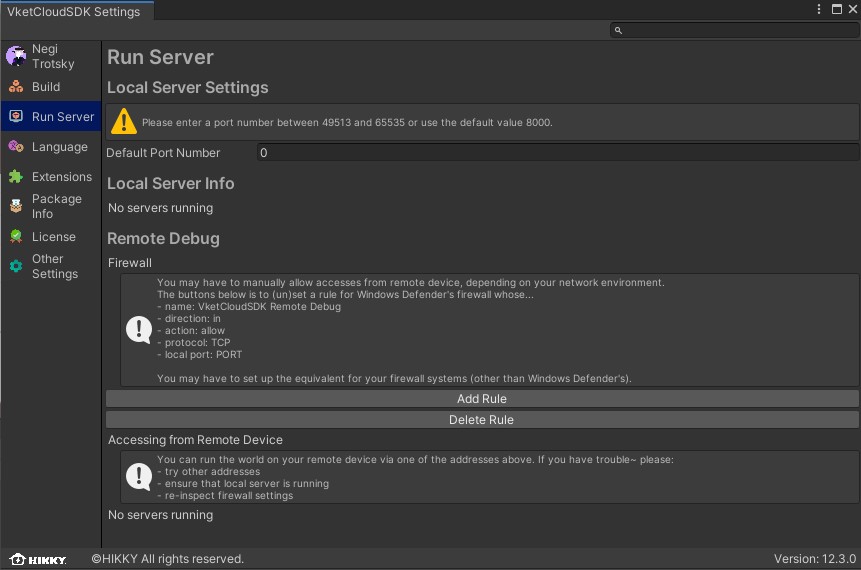 VketCloudSDK Settings
Negi
Trotsky
Build
Run Server
Language
Extensions
Package
Info
License
Other
Settings
Run Server
Local Server Settings
Please enter a port number between 49513 and 65535 or use the default value 8000.
Default Port Number
0
Local Server Info
No servers running
Remote Debug
Firewall
You may have to manually allow accesses from remote device, depending on your network environment.
The buttons below is to (un)set a rule for Windows Defender's firewall whose...
- name: VketCloudSDK Remote Debug
- direction: in
- action: allow
- protocol: TCP
- local port: PORT
You may have to set up the equivalent for your firewall systems (other than Windows Defender's).
Add Rule
Delete Rule
Accessing from Remote Device
You can run the world on your remote device via one of the addresses above. If you have trouble~ please:
- try other addresses
- ensure that local server is running
- re-inspect firewall settings
No servers running
HIKKY
©HIKKY All rights reserved.
Version: 12.3.0